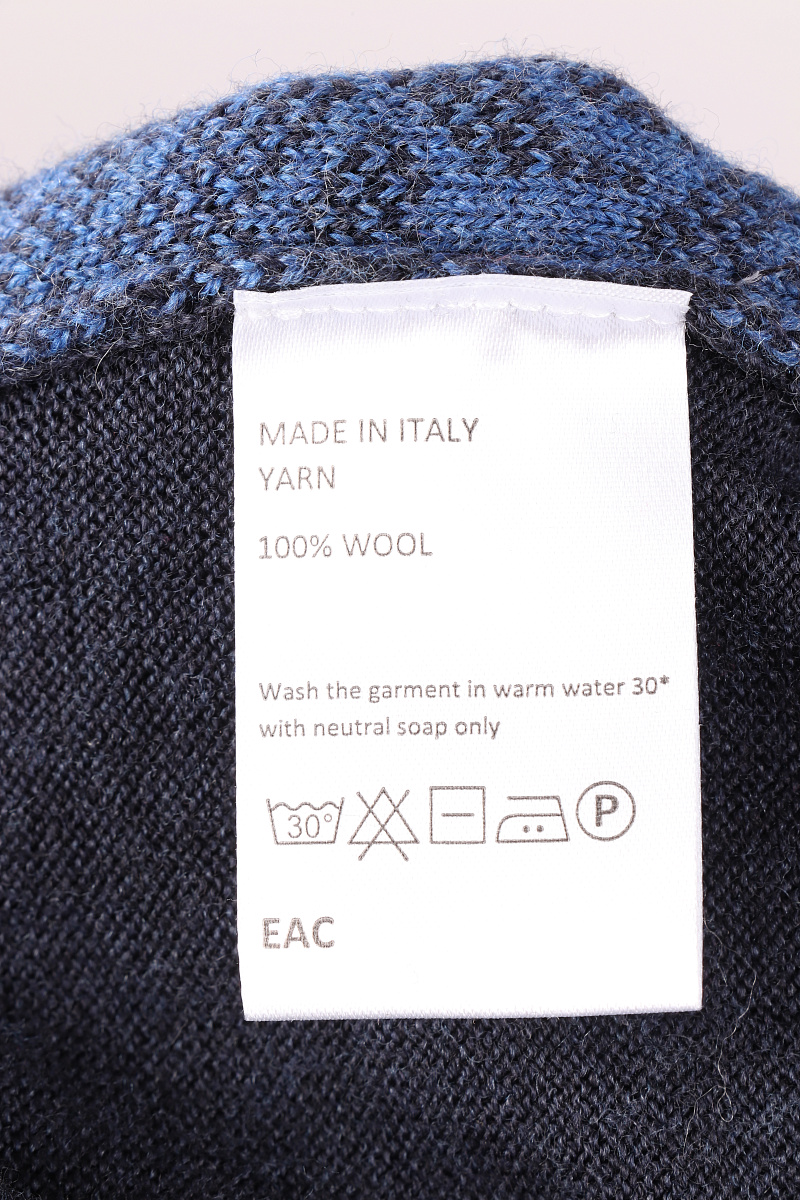 MADE IN ITALY
YARN
100% WOOL
Wash the garment in warm water 30*
with neutral soap only
30° P
EAC